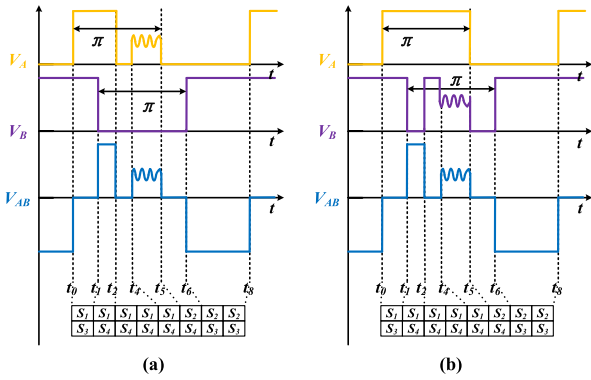 (a)
(b)
π
π
V_A
t
V_A
t
π
π
V_B
t
V_B
t
V_AB
t
V_AB
t
t_0 t_1 t_2 t_4 t_5 t_6 t_8
t_0 t_1 t_2 t_4 t_5 t_6 t_8
S_1 S_1 S_1 S_1 S_1 S_2 S_2 S_2
S_3 S_4 S_4 S_4 S_4 S_4 S_3 S_3
S_1 S_1 S_1 S_1 S_1 S_2 S_2 S_2
S_3 S_4 S_4 S_4 S_4 S_4 S_3 S_3
(a)
(b)